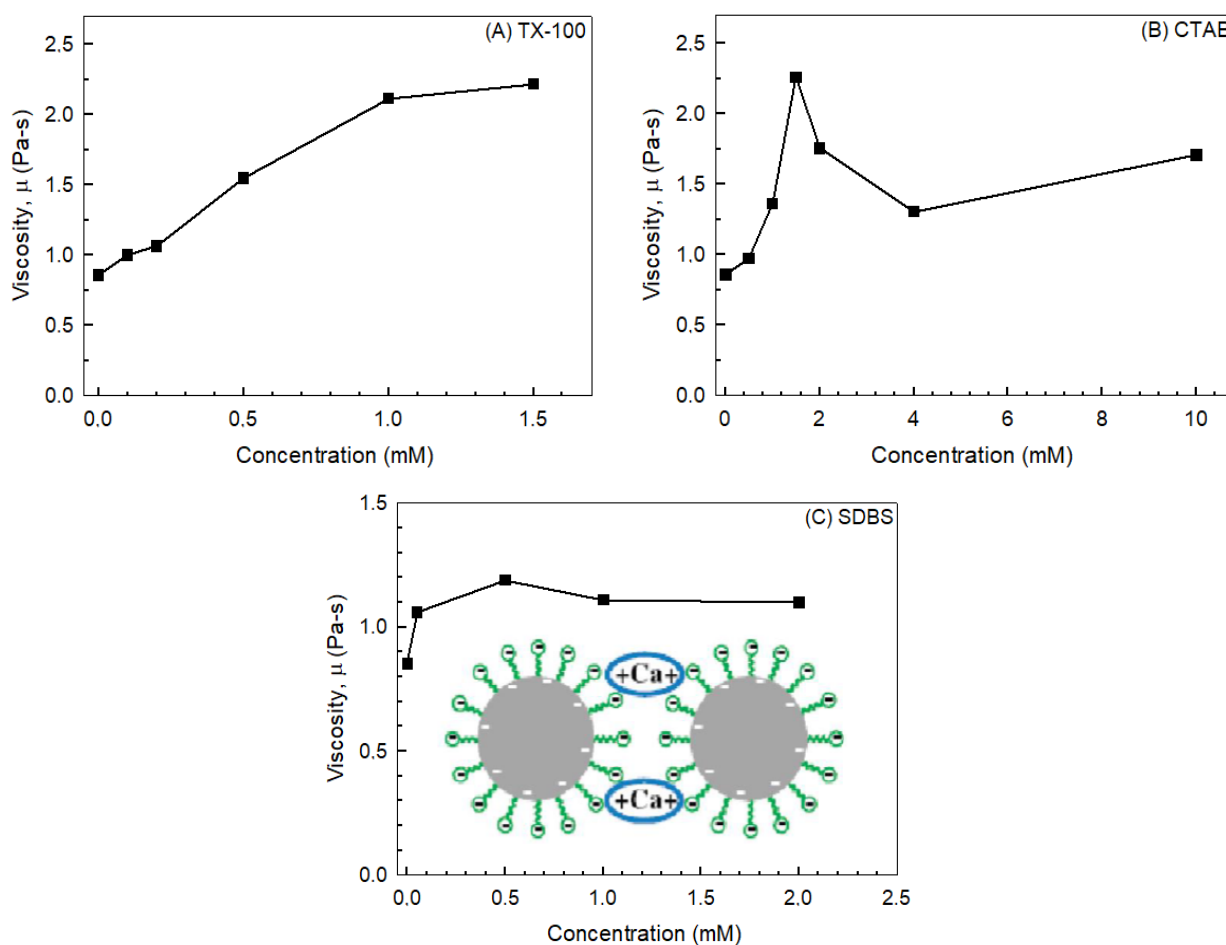 (A) TX-100
2.5
2.0
1.5
1.0
0.5
0.0
Viscosity, μ (Pa-s)
0.0 0.5 1.0 1.5
Concentration (mM)
(B) CTAB
2.5
2.0
1.5
1.0
0.5
0.0
Viscosity, μ (Pa-s)
0 2 4 6 8 10
Concentration (mM)
(C) SDBS
1.5
1.0
0.5
0.0
Viscosity, μ (Pa-s)
+Ca+
+Ca+
0.0 0.5 1.0 1.5 2.0 2.5
Concentration (mM)